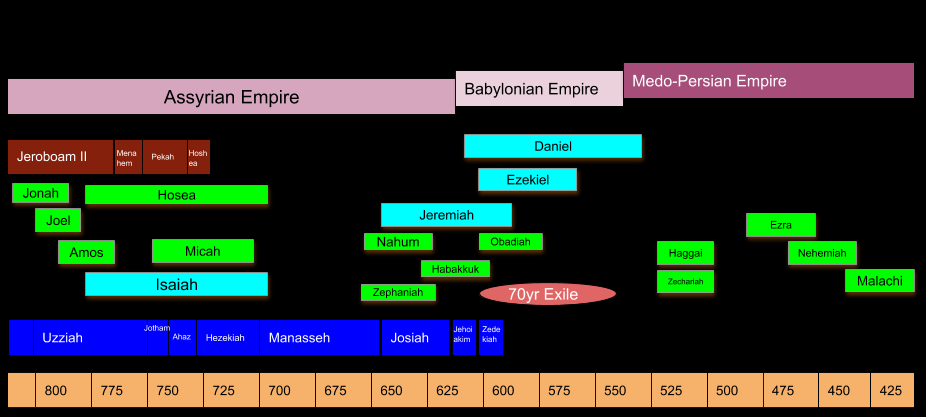 Assyrian Empire
Babylonian Empire
Medo-Persian Empire
Jeroboam II
Mena
hem
Pekah
Hosh
ea
Daniel
Ezekiel
Jonah
Hosea
Joel
Jeremiah
Amos
Micah
Nahum
Obadiah
Ezra
Haggai
Nehemiah
Habakkuk
Isaiah
Zephaniah
70yr Exile
Zechariah
Malachi
Uzziah
Jotham
Ahaz
Hezekiah
Manasseh
Josiah
Jehoi
akim
Zede
kiah
800 775 750 725 700 675 650 625 600 575 550 525 500 475 450 425